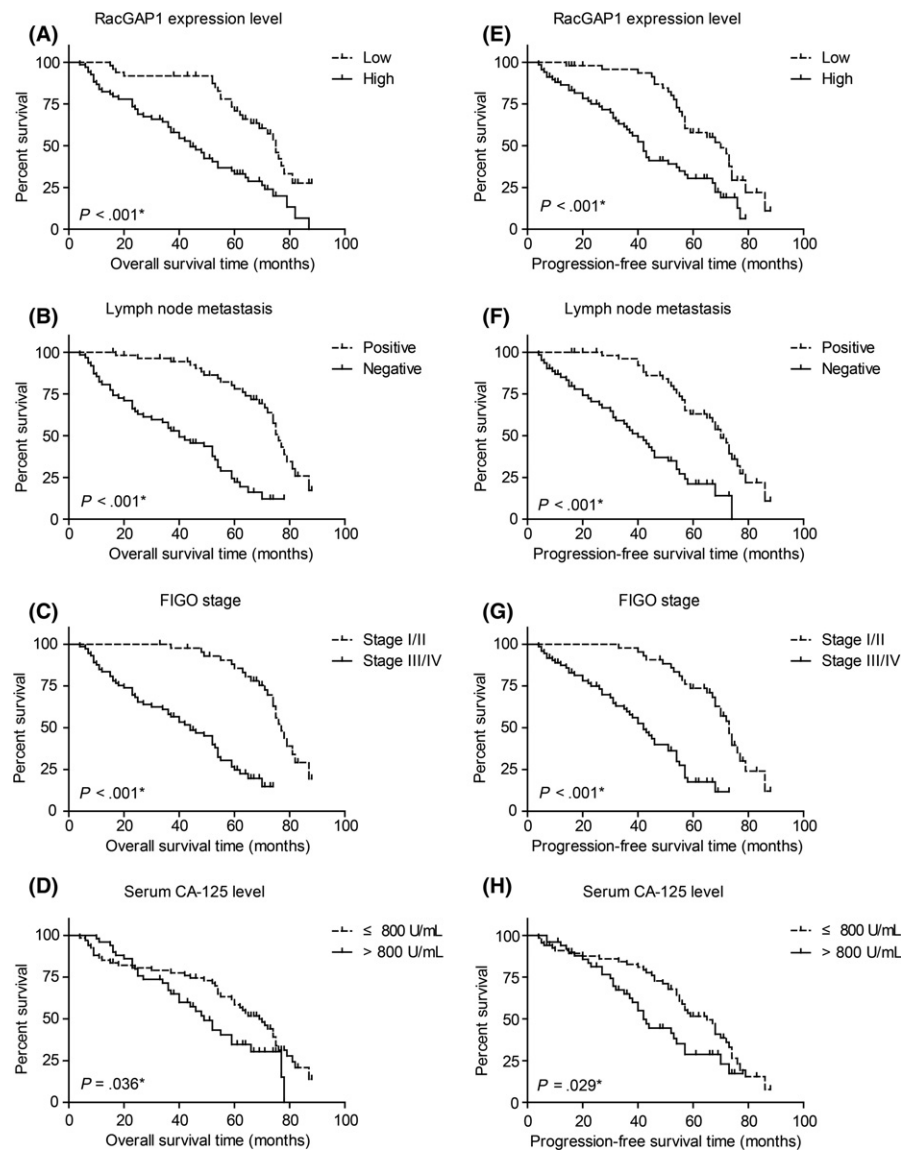 (A)
RacGAP1 expression level
Low
High
100
75
50
25
0
Percent survival
P < .001*
0 20 40 60 80 100
Overall survival time (months)
(E)
RacGAP1 expression level
Low
High
100
75
50
25
0
Percent survival
P < .001*
0 20 40 60 80 100
Progression-free survival time (months)
(B)
Lymph node metastasis
Positive
Negative
100
75
50
25
0
Percent survival
P < .001*
0 20 40 60 80 100
Overall survival time (months)
(F)
Lymph node metastasis
Positive
Negative
100
75
50
25
0
Percent survival
P < .001*
0 20 40 60 80 100
Progression-free survival time (months)
(C)
FIGO stage
Stage I/II
Stage III/IV
100
75
50
25
0
Percent survival
P < .001*
0 20 40 60 80 100
Overall survival time (months)
(G)
FIGO stage
Stage I/II
Stage III/IV
100
75
50
25
0
Percent survival
P < .001*
0 20 40 60 80 100
Progression-free survival time (months)
(D)
Serum CA-125 level
≤ 800 U/mL
> 800 U/mL
100
75
50
25
0
Percent survival
P = .036*
0 20 40 60 80 100
Overall survival time (months)
(H)
Serum CA-125 level
≤ 800 U/mL
> 800 U/mL
100
75
50
25
0
Percent survival
P = .029*
0 20 40 60 80 100
Progression-free survival time (months)